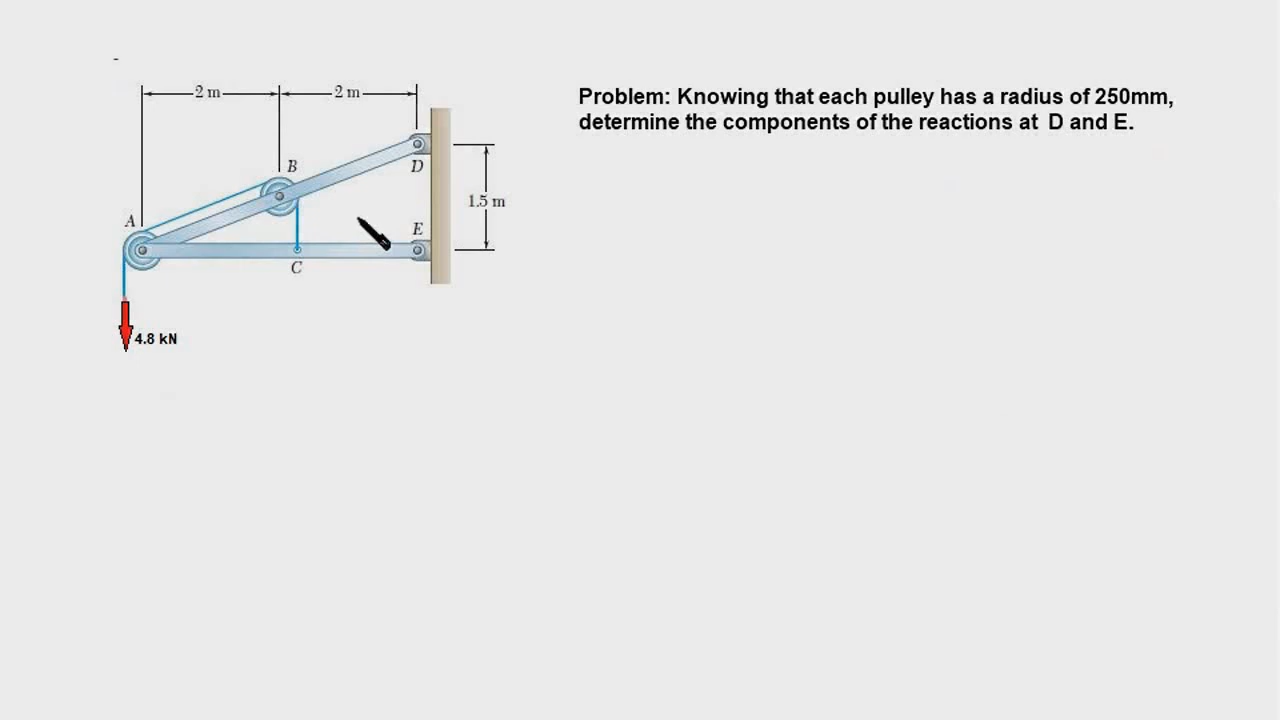 Problem: Knowing that each pulley has a radius of 250mm,
determine the components of the reactions at D and E.
2 m
2 m
B
D
1.5 m
A
E
C
4.8 kN